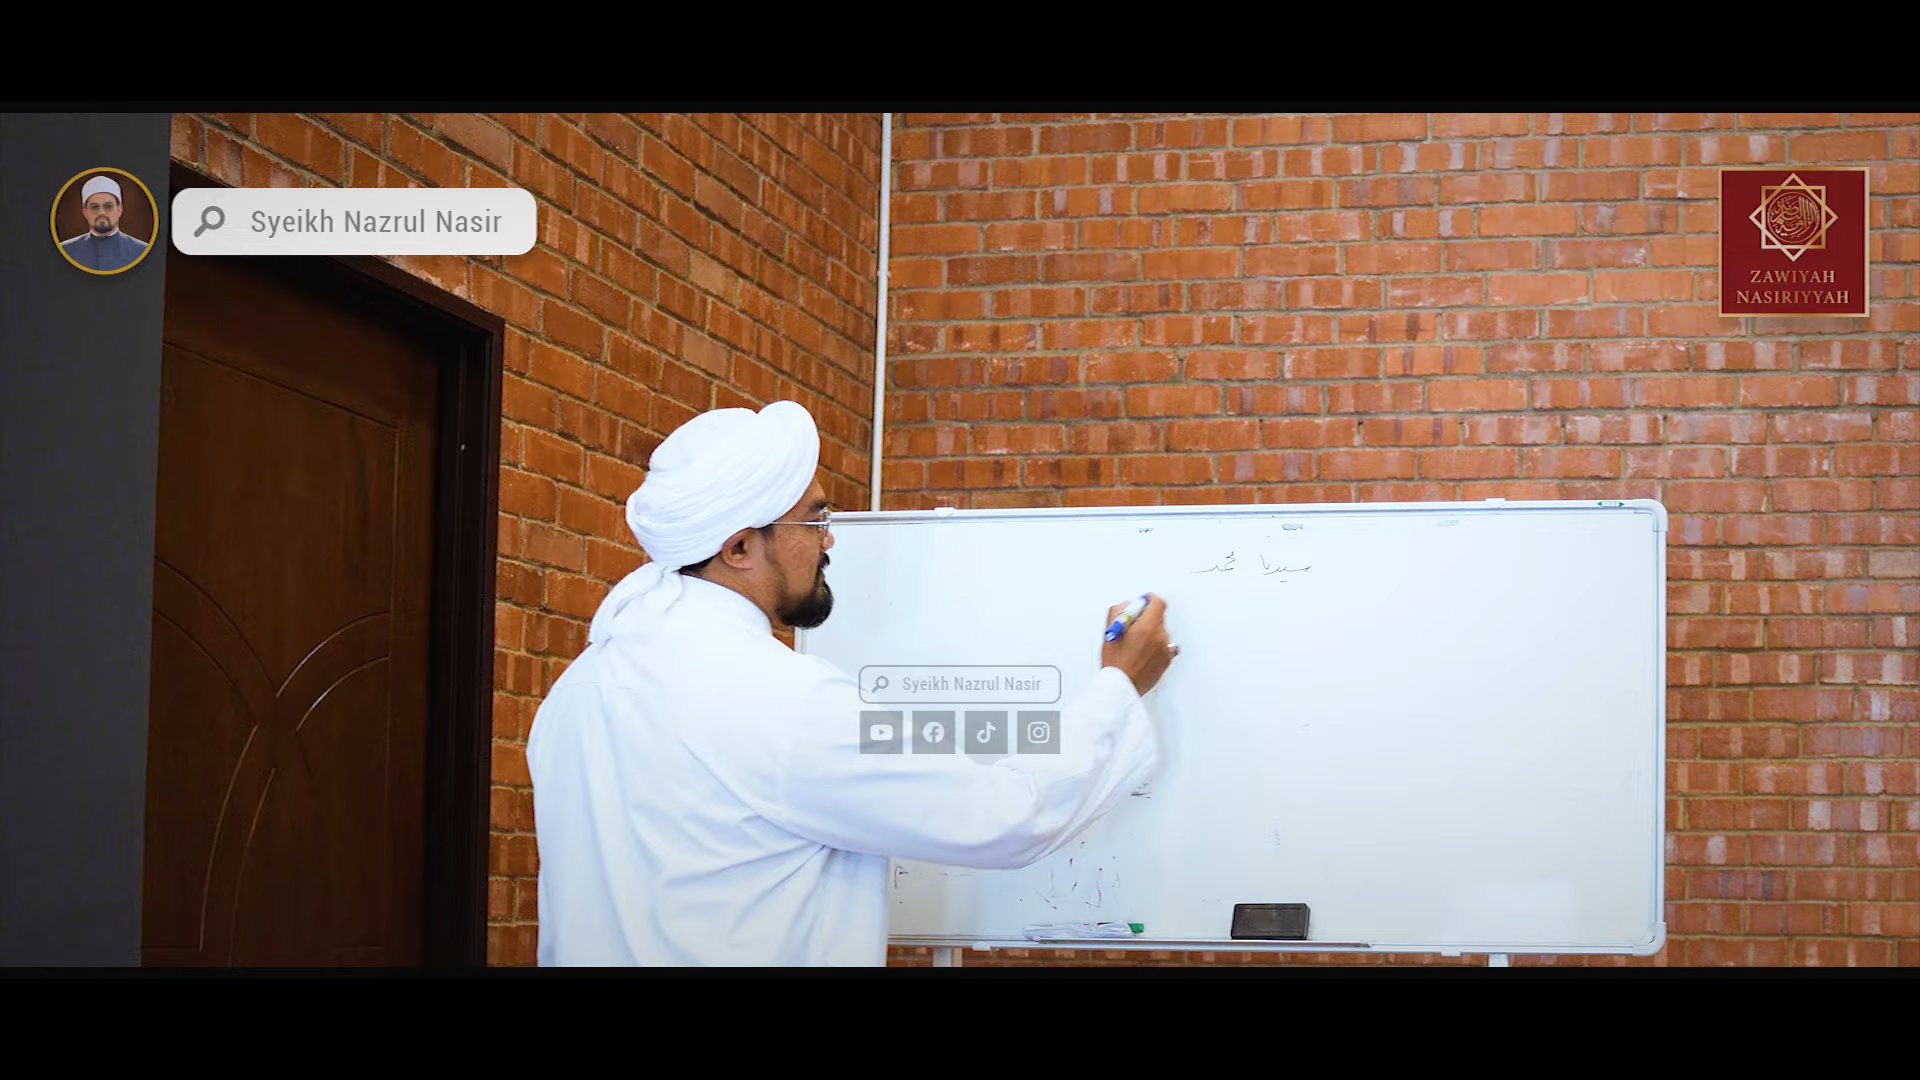 Syeikh Nazrul Nasir
ZAWIYAH
NASIRIYYAH
سيدنا محمد
Syeikh Nazrul Nasir